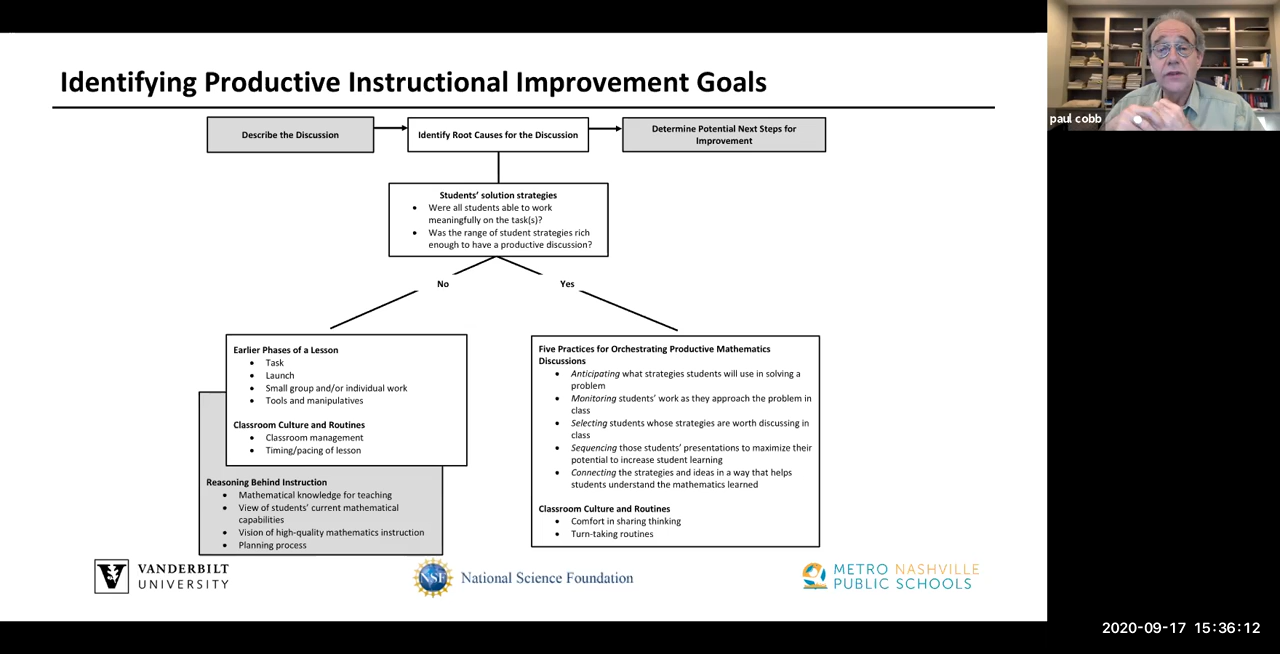 Identifying Productive Instructional Improvement Goals
Describe the Discussion
Identify Root Causes for the Discussion
Determine Potential Next Steps for
Improvement
Students' solution strategies
• Were all students able to work
meaningfully on the task(s)?
• Was the range of student strategies rich
enough to have a productive discussion?
No
Yes
Earlier Phases of a Lesson
• Task
• Launch
• Small group and/or individual work
• Tools and manipulatives
Classroom Culture and Routines
• Classroom management
• Timing/pacing of lesson
Reasoning Behind Instruction
• Mathematical knowledge for teaching
• View of students' current mathematical
capabilities
• Vision of high-quality mathematics instruction
• Planning process
Five Practices for Orchestrating Productive Mathematics
Discussions
• Anticipating what strategies students will use in solving a
problem
• Monitoring students' work as they approach the problem in
class
• Selecting students whose strategies are worth discussing in
class
• Sequencing those students' presentations to maximize their
potential to increase student learning
• Connecting the strategies and ideas in a way that helps
students understand the mathematics learned
Classroom Culture and Routines
• Comfort in sharing thinking
• Turn-taking routines
V
VANDERBILT
UNIVERSITY
NSF
National Science Foundation
METRO NASHVILLE
PUBLIC SCHOOLS
paul cobb
2020-09-17 15:36:12